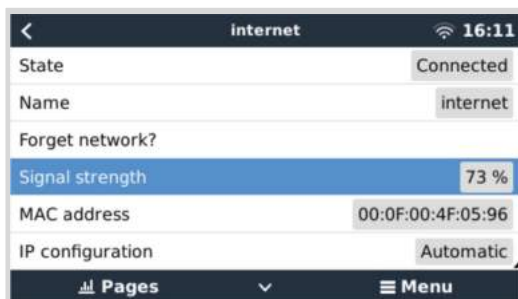 internet 16:11
State Connected
Name internet
Forget network?
Signal strength 73 %
MAC address 00:0F:00:4F:05:96
IP configuration Automatic
Pages Menu